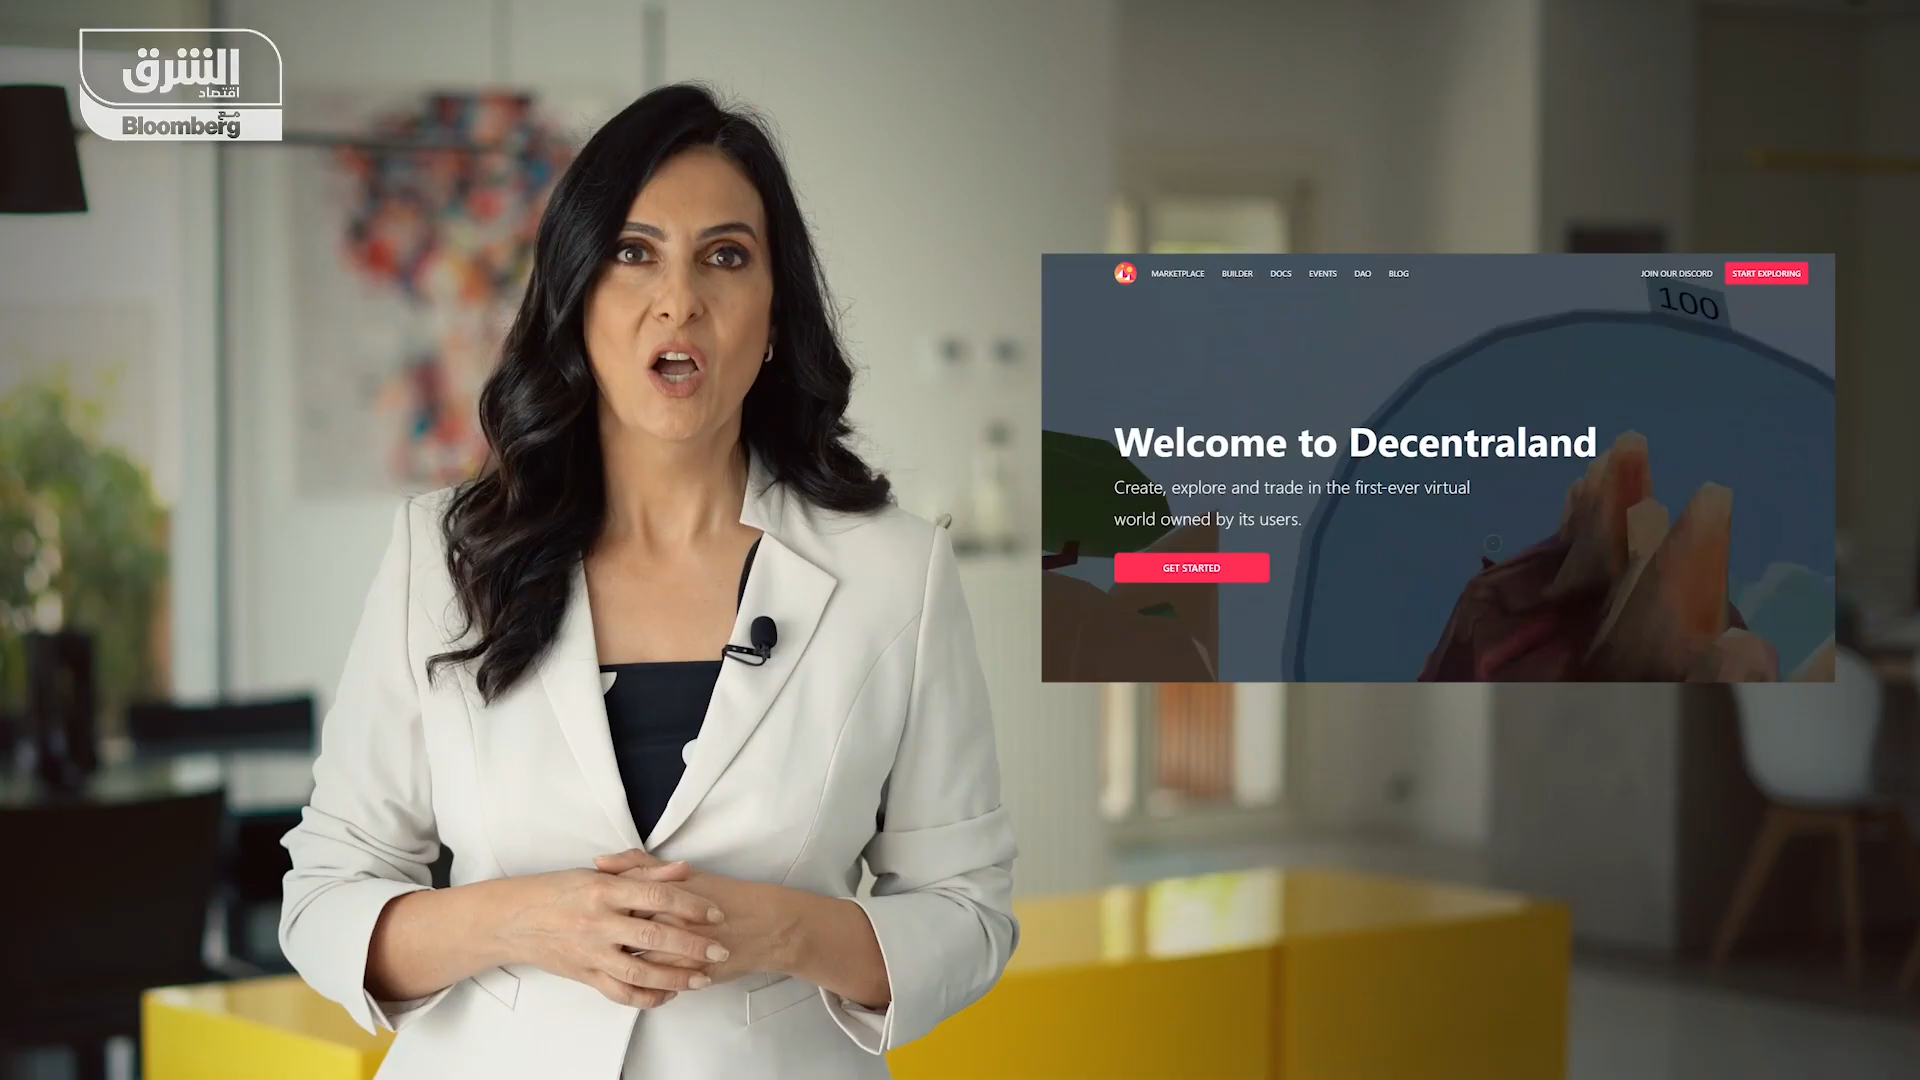 الشرق
اقتصاد
مع
Bloomberg
MARKETPLACE BUILDER DOCS EVENTS DAO BLOG
JOIN OUR DISCORD START EXPLORING
100
Welcome to Decentraland
Create, explore and trade in the first-ever virtual
world owned by its users.
GET STARTED